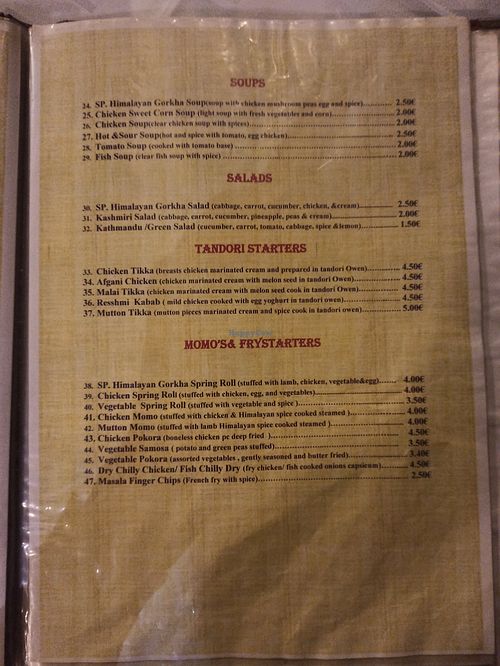 SOUPS
24. SP. Himalayan Gorkha Soup(soup with chicken mushroom peas egg and spice)............ 2.50€
25. Chicken Sweet Corn Soup (light soup with fresh vegetables and corn)........................ 2.00€
26. Chicken Soup(clear chicken soup with spices)........................................................ 2.00€
27. Hot &Sour Soup(hot and spice with tomato, egg chicken)........................................ 2.50€
28. Tomato Soup (cooked with tomato base) ............................................................ 2.00€
29. Fish Soup (clear fish soup with spice) ................................................................ 2.00€
SALADS
30. SP. Himalayan Gorkha Salad (cabbage, carrot, cucumber, chicken, &cream)............... 2.50€
31. Kashmiri Salad (cabbage, carrot, cucumber, pineapple, peas & cream)...................... 2.00€
32. Kathmandu /Green Salad (cucumber, carrot, tomato, cabbage, spice &lemon)............. 1.50€
TANDORI STARTERS
33. Chicken Tikka (breasts chicken marinated cream and prepared in tandori Owen)............. 4.50€
34. Afgani Chicken (chicken marinated cream with melon seed in tandori owen)................. 4.50€
35. Malai Tikka (chicken marinated cream with melon seed cook in tandori Owen)............... 4.50€
36. Resshmi Kabab ( mild chicken cooked with egg yoghurt in tandori owen).................... 4.50€
37. Mutton Tikka (mutton pieces marinated cream and spice cook in tandori owen).............. 5.00€
HappyCow
MOMO'S& FRYSTARTERS
38. SP. Himalayan Gorkha Spring Roll (stuffed with lamb, chicken, vegetable&egg)....... 4.00€
39. Chicken Spring Roll (stuffed with chicken, egg, and vegetables)............................ 4.00€
40. Vegetable Spring Roll (stuffed with vegetable and spice )................................... 3.50€
41. Chicken Momo (stuffed with chicken & Himalayan spice cooked steamed )................. 4.00€
42. Mutton Momo (stuffed with lamb Himalayan spice cooked steamed )...................... 4.00€
43. Chicken Pokora (boneless chicken pc deep fried )............................................. 4.50€
44. Vegetable Samosa ( potato and green peas stuffed)............................................ 3.50€
45. Vegetable Pokora (assorted vegetables , gently seasoned and butter fried)................. 3.40€
46. Dry Chilly Chicken/ Fish Chilly Dry (fry chicken/ fish cooked onions capsicum)......... 4.50€
47. Masala Finger Chips (French fry with spice)..................................................... 2.50€